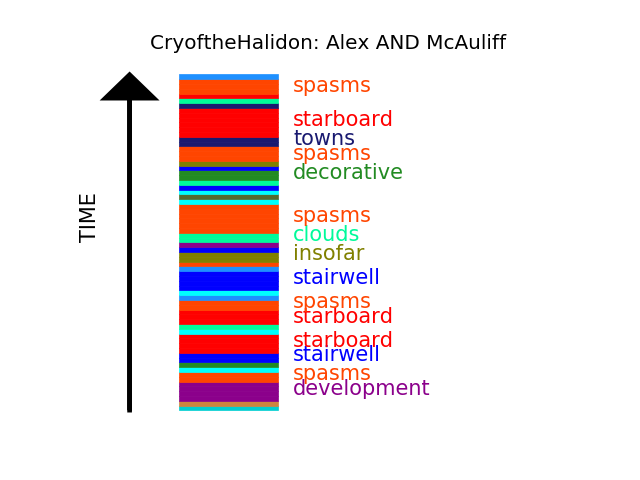 CryoftheHalidon: Alex AND McAuliff
TIME
spasms
starboard
towns
spasms
decorative
spasms
clouds
insofar
stairwell
spasms
starboard
starboard
stairwell
spasms
development